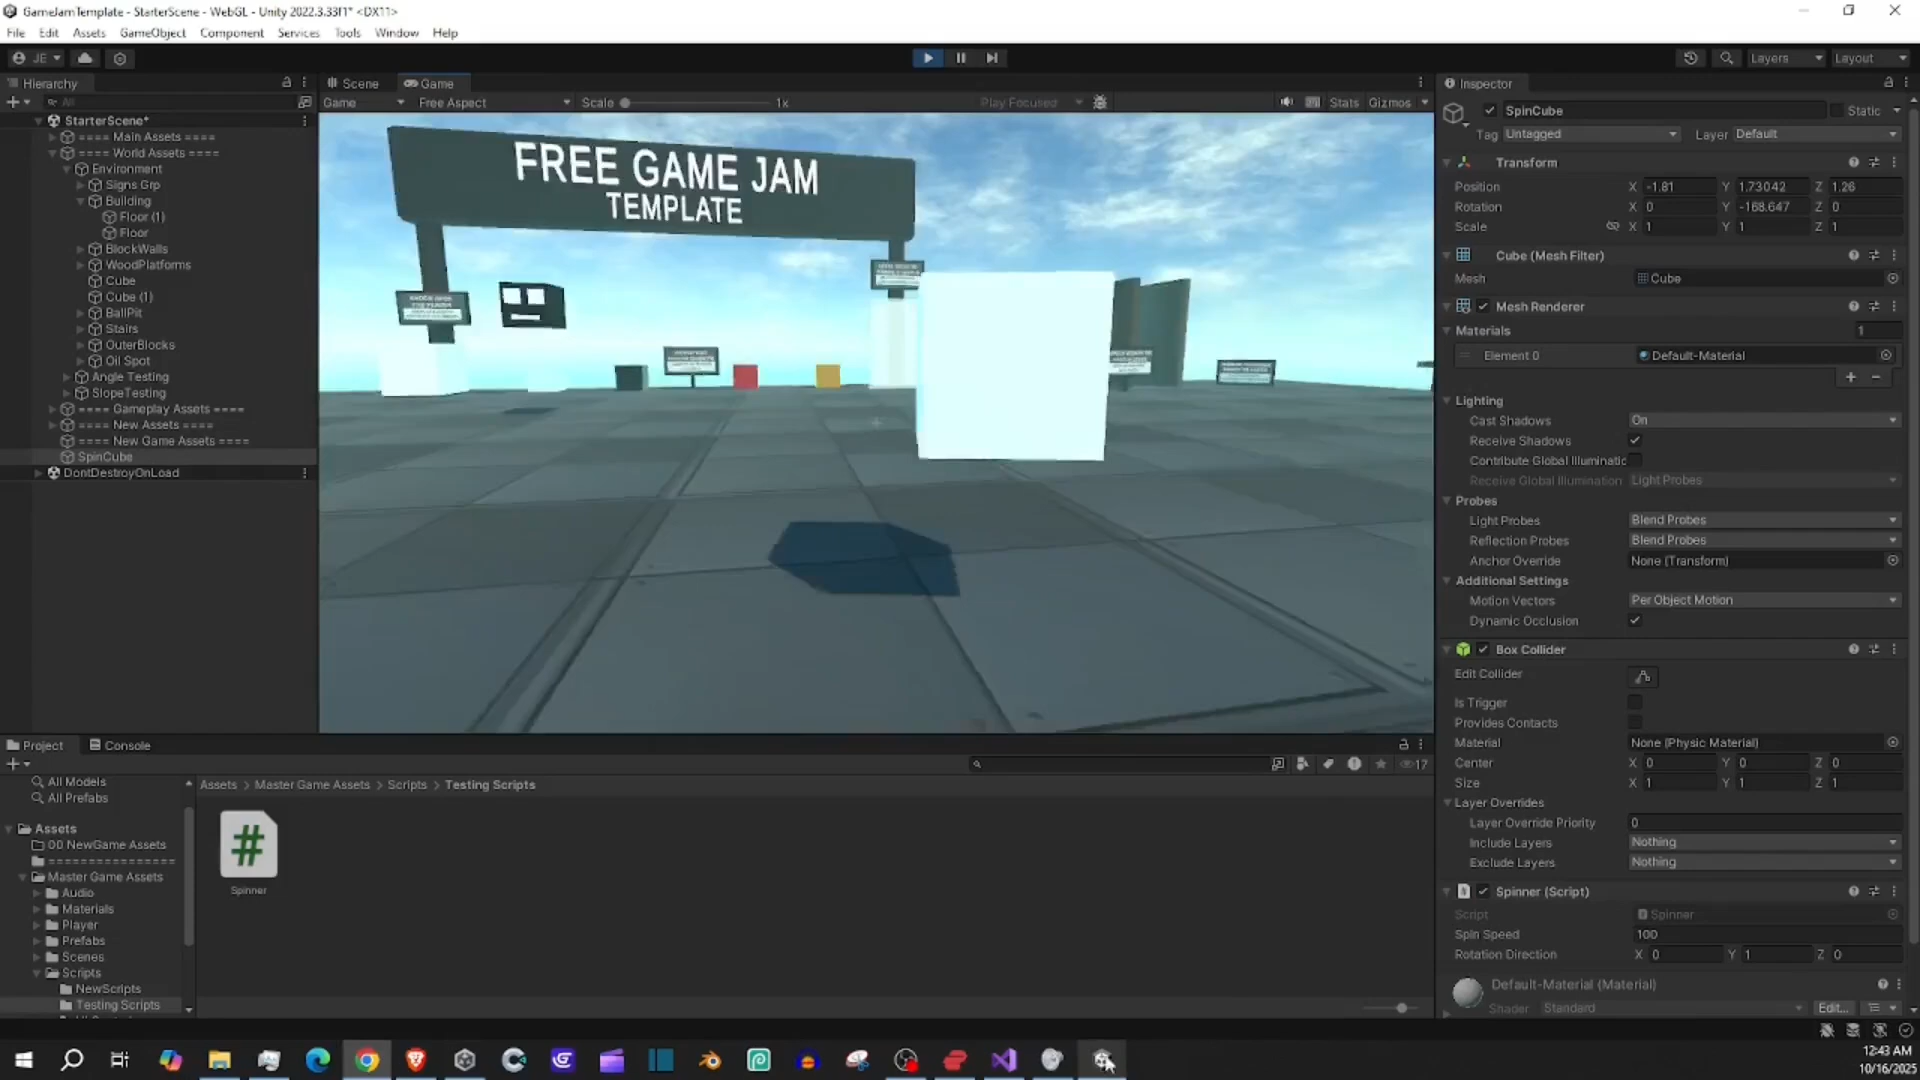 GameJamTemplate - StarterScene - WebGL - Unity 2022.3.33f1* <DX11>
File Edit Assets GameObject Component Services Tools Window Help
JE
Layers Layout
Hierarchy
All
StarterScene*
==== Main Assets ====
==== World Assets ====
Environment
Signs Grp
Building
Floor (1)
Floor
BlockWalls
WoodPlatforms
Cube
Cube (1)
BallPit
Stairs
OuterBlocks
Oil Spot
Angle Testing
SlopeTesting
==== Gameplay Assets ====
==== New Assets ====
==== New Game Assets ====
SpinCube
DontDestroyOnLoad
Scene Game
Game Free Aspect Scale 1x Play Focused Stats Gizmos
FREE GAME JAM
TEMPLATE
Inspector
SpinCube Static
Tag Untagged Layer Default
Transform
Position X -1.81 Y 1.73042 Z 1.26
Rotation X 0 Y -168.647 Z 0
Scale X 1 Y 1 Z 1
Cube (Mesh Filter)
Mesh Cube
Mesh Renderer
Materials 1
Element 0 Default-Material
Lighting
Cast Shadows On
Receive Shadows
Contribute Global Illuminatic
Receive Global Illumination Light Probes
Probes
Light Probes Blend Probes
Reflection Probes Blend Probes
Anchor Override None (Transform)
Additional Settings
Motion Vectors Per Object Motion
Dynamic Occlusion
Box Collider
Edit Collider
Is Trigger
Provides Contacts
Material None (Physic Material)
Center X 0 Y 0 Z 0
Size X 1 Y 1 Z 1
Layer Overrides
Layer Override Priority 0
Include Layers Nothing
Exclude Layers Nothing
Spinner (Script)
Script Spinner
Spin Speed 100
Rotation Direction X 0 Y 1 Z 0
Default-Material (Material)
Shader Standard Edit...
Project Console
17
All Models
All Prefabs
Assets
00 NewGame Assets
================
Master Game Assets
Audio
Materials
Player
Prefabs
Scenes
Scripts
NewScripts
Testing Scripts
Assets > Master Game Assets > Scripts > Testing Scripts
#
Spinner
12:43 AM
10/16/2025